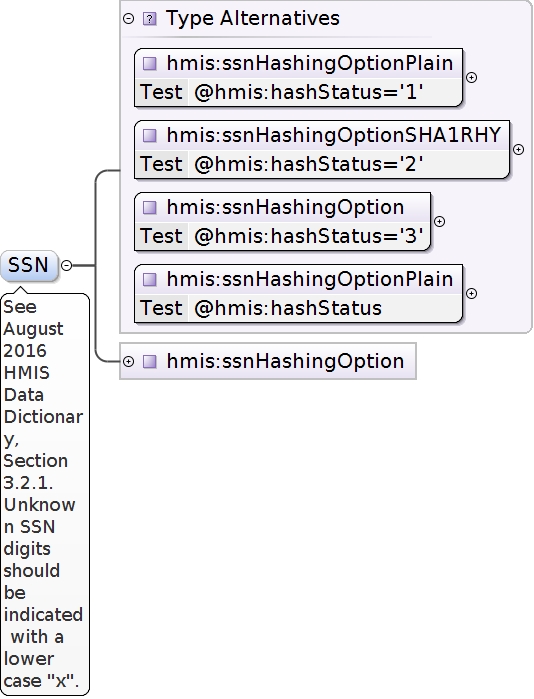 Type Alternatives
hmis:ssnHashingOptionPlain
Test @hmis:hashStatus='1'
hmis:ssnHashingOptionSHA1RHY
Test @hmis:hashStatus='2'
hmis:ssnHashingOption
Test @hmis:hashStatus='3'
hmis:ssnHashingOptionPlain
Test @hmis:hashStatus
hmis:ssnHashingOption
SSN
See
August
2016
HMIS
Data
Dictionar
y,
Section
3.2.1.
Unknow
n SSN
digits
should
be
indicated
with a
lower
case "x".